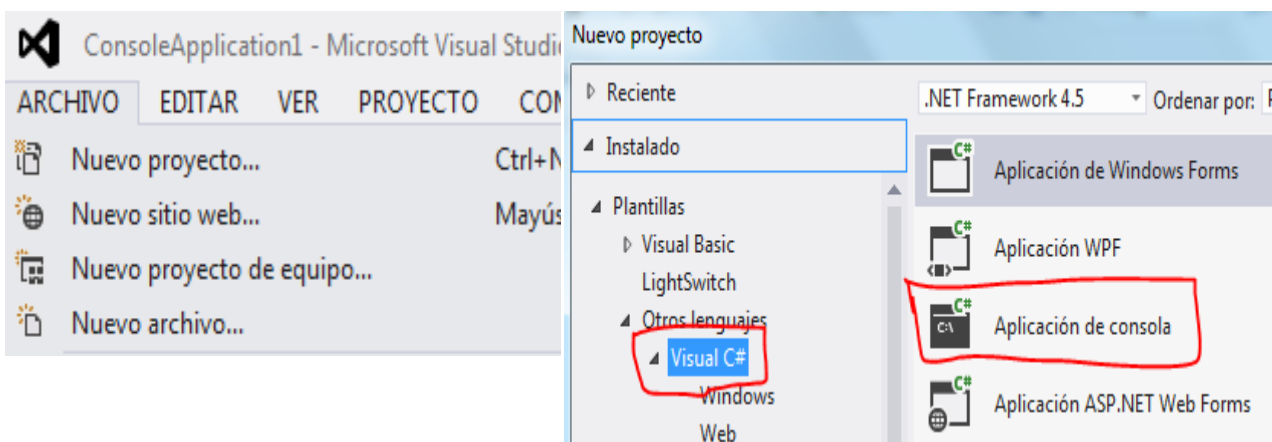 ConsoleApplication1 - Microsoft Visual Studi
ARCHIVO EDITAR VER PROYECTO
Nuevo proyecto... Ctrl+N
Nuevo sitio web... Mayús
Nuevo proyecto de equipo...
Nuevo archivo...
Nuevo proyecto
Reciente
Instalado
Plantillas
Visual Basic
LightSwitch
Otros lenguajes
Visual C#
Windows
Web
.NET Framework 4.5 Ordenar por:
C# Aplicación de Windows Forms
C# Aplicación WPF
C# C:\ Aplicación de consola
C# Aplicación ASP.NET Web Forms